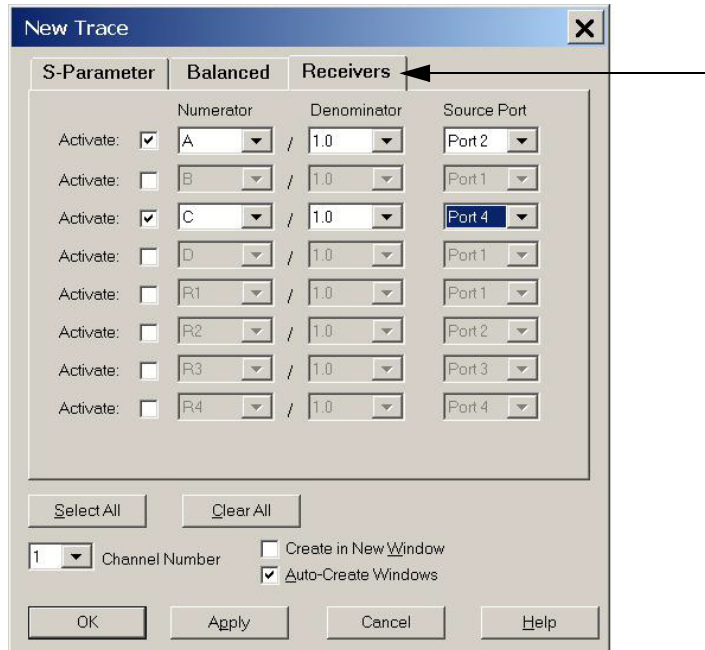 New Trace
S-Parameter Balanced Receivers
Numerator Denominator Source Port
Activate: A / 1.0 Port 2
Activate: B / 1.0 Port 1
Activate: C / 1.0 Port 4
Activate: D / 1.0 Port 1
Activate: R1 / 1.0 Port 1
Activate: R2 / 1.0 Port 2
Activate: R3 / 1.0 Port 3
Activate: R4 / 1.0 Port 4
Select All Clear All
1 Channel Number
Create in New Window
Auto-Create Windows
OK Apply Cancel Help